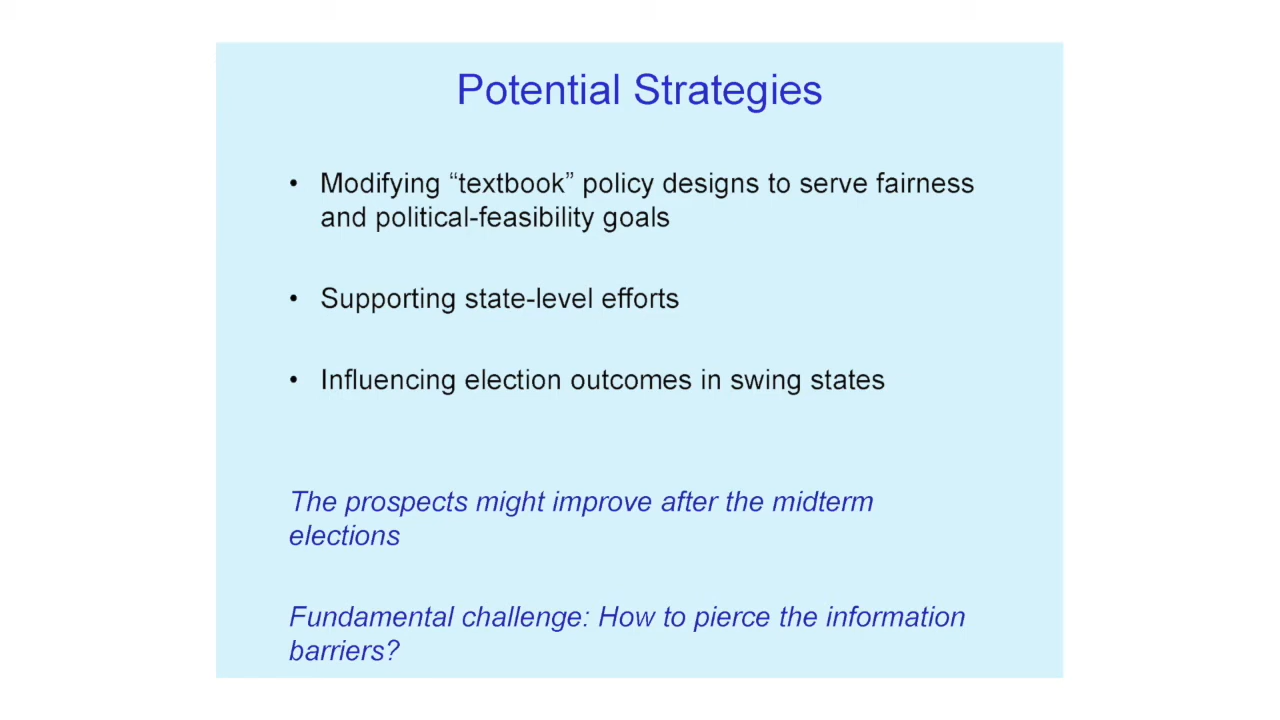 Potential Strategies
• Modifying “textbook” policy designs to serve fairness
and political-feasibility goals
• Supporting state-level efforts
• Influencing election outcomes in swing states
The prospects might improve after the midterm
elections
Fundamental challenge: How to pierce the information
barriers?